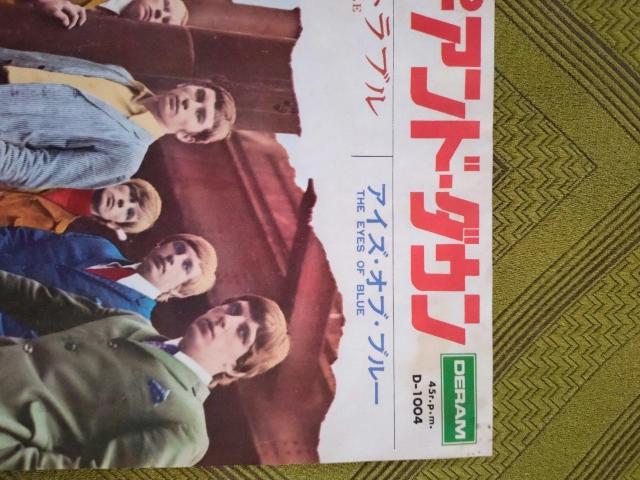 アンド・ダウン
DERAM
45r.p.m.
D-1004
ラブル
LE
アイズ・オブ・ブルー
THE EYES OF BLUE